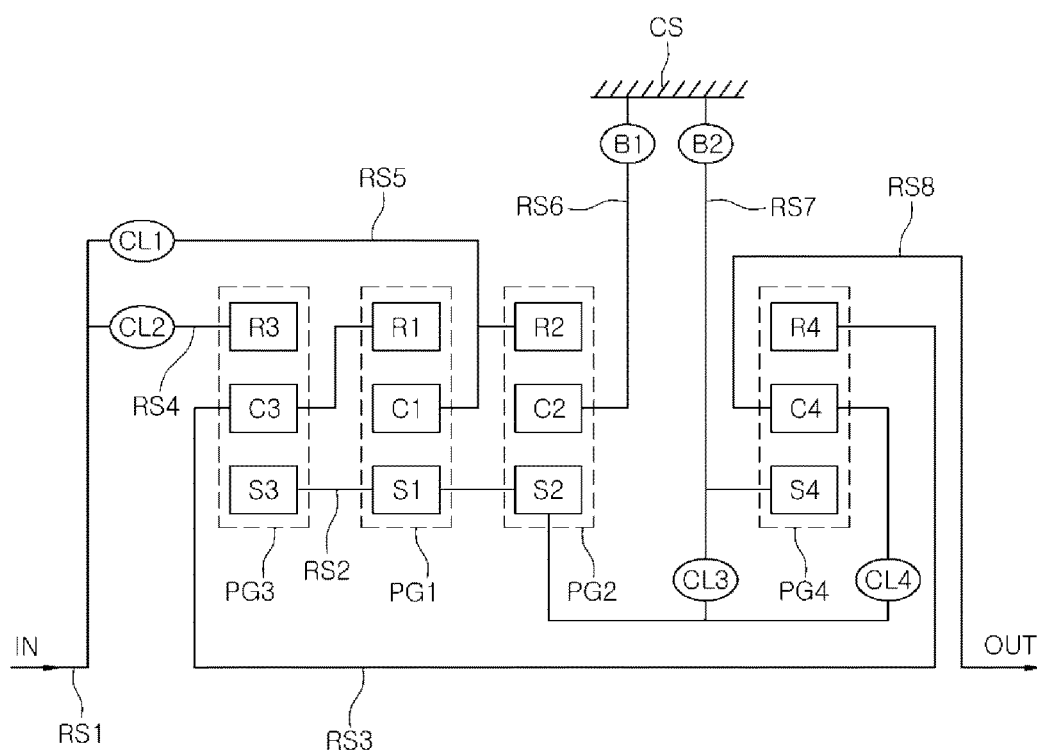 CS
B1 B2
RS5
RS6 RS7 RS8
CL1
CL2 R3 R1 R2 R4
RS4
C3 C1 C2 C4
S3 S1 S2 S4
PG3 RS2 PG1 PG2 CL3 PG4 CL4
IN OUT
RS1 RS3